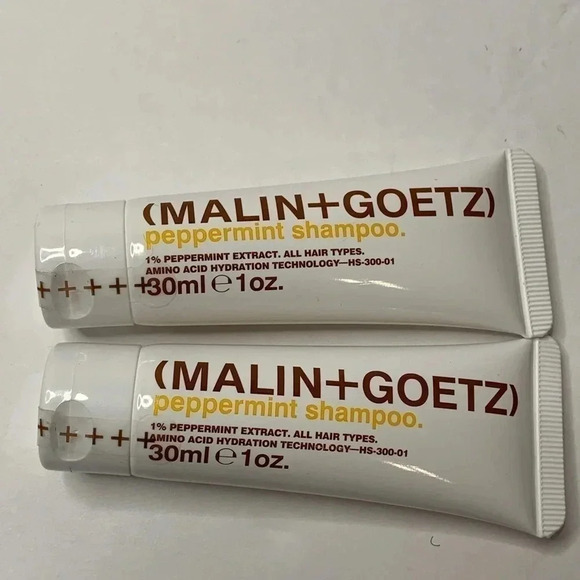 (MALIN+GOETZ)
peppermint shampoo.
1% PEPPERMINT EXTRACT. ALL HAIR TYPES.
AMINO ACID HYDRATION TECHNOLOGY—HS-300-01
30ml e 1oz.
+ + + + +
(MALIN+GOETZ)
peppermint shampoo.
1% PEPPERMINT EXTRACT. ALL HAIR TYPES.
AMINO ACID HYDRATION TECHNOLOGY—HS-300-01
30ml e 1oz.
+ + + + +